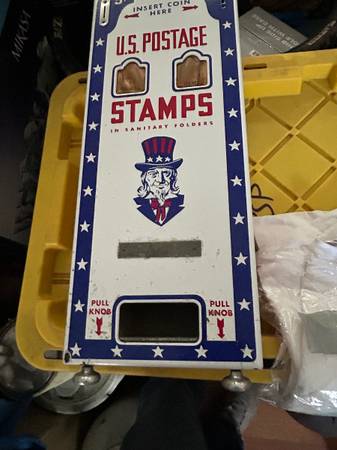 INSERT COIN
HERE
U.S. POSTAGE
STAMPS
IN SANITARY FOLDERS
PULL
KNOB
PULL
KNOB